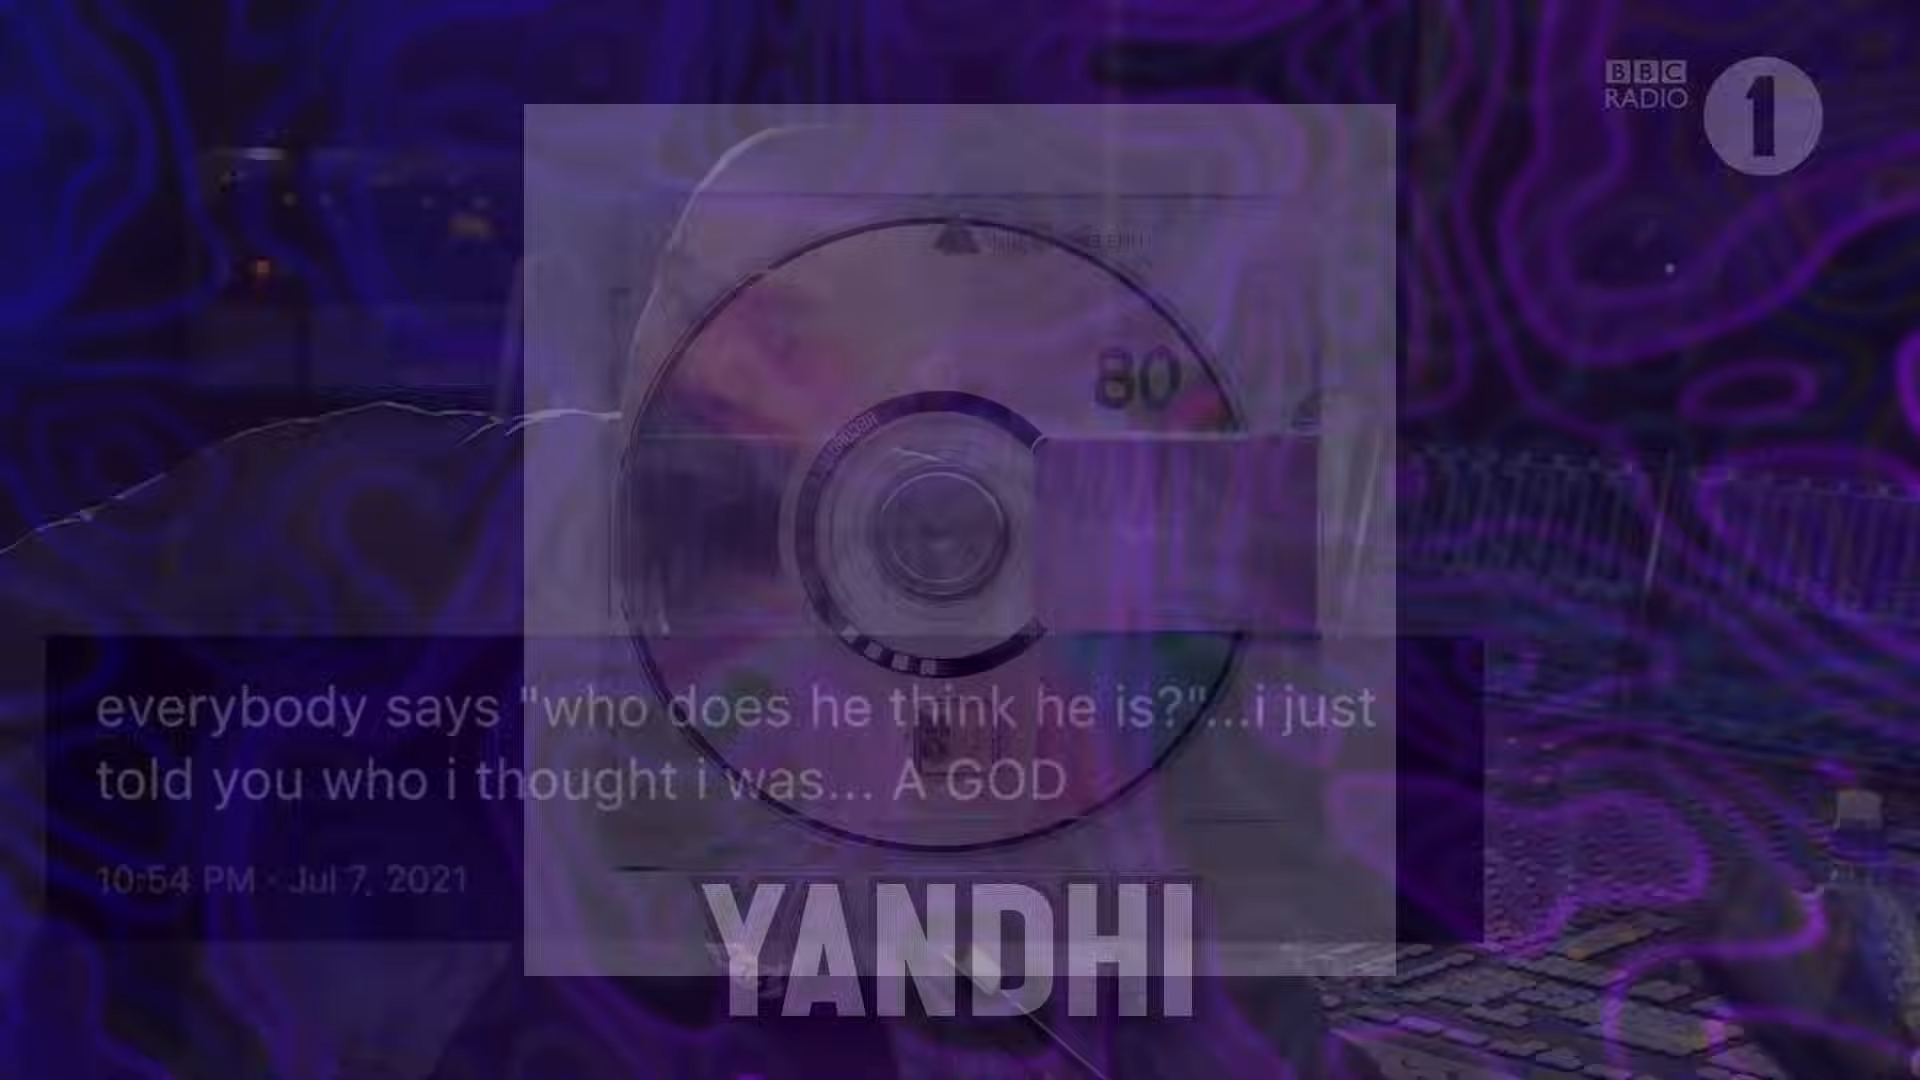 BBC
RADIO
1
80
everybody says "who does he think he is?"...i just
told you who i thought i was... A GOD
10:54 PM · Jul 7, 2021
YANDHI